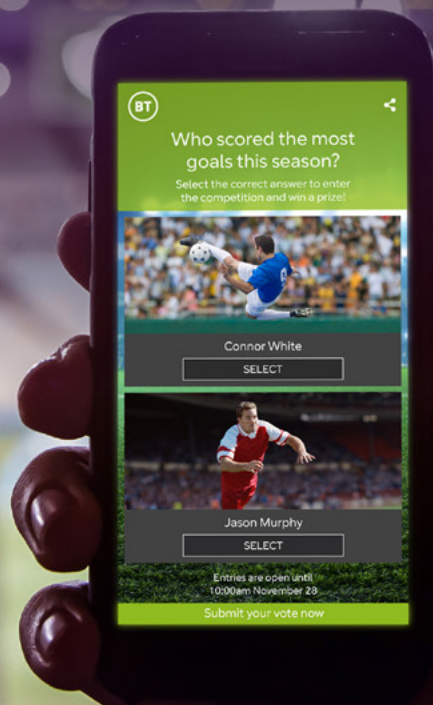 BT
Who scored the most
goals this season?
Select the correct answer to enter
the competition and win a prize!
Connor White
SELECT
Jason Murphy
SELECT
Entries are open until
10:00am November 28
Submit your vote now